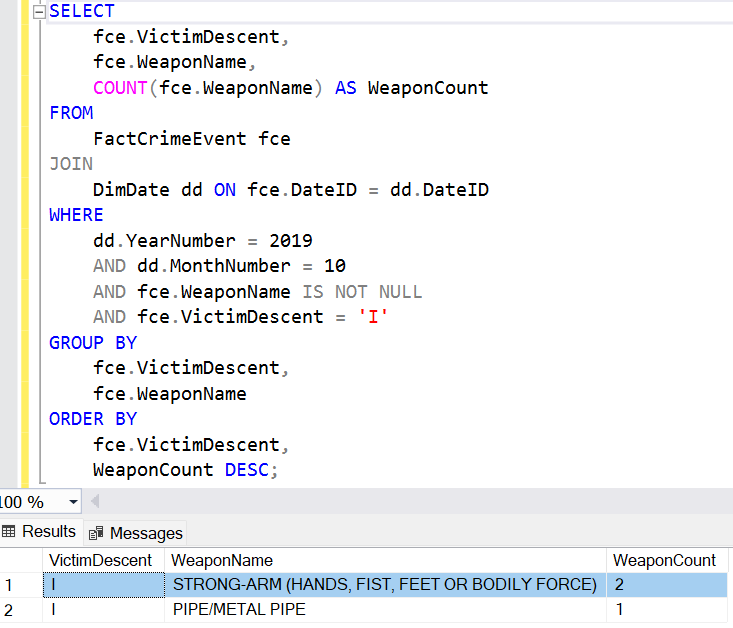 SELECT
fce.VictimDescent,
fce.WeaponName,
COUNT(fce.WeaponName) AS WeaponCount
FROM
FactCrimeEvent fce
JOIN
DimDate dd ON fce.DateID = dd.DateID
WHERE
dd.YearNumber = 2019
AND dd.MonthNumber = 10
AND fce.WeaponName IS NOT NULL
AND fce.VictimDescent = 'I'
GROUP BY
fce.VictimDescent,
fce.WeaponName
ORDER BY
fce.VictimDescent,
WeaponCount DESC;
100 %
Results Messages
VictimDescent WeaponName WeaponCount
1 I STRONG-ARM (HANDS, FIST, FEET OR BODILY FORCE) 2
2 I PIPE/METAL PIPE 1